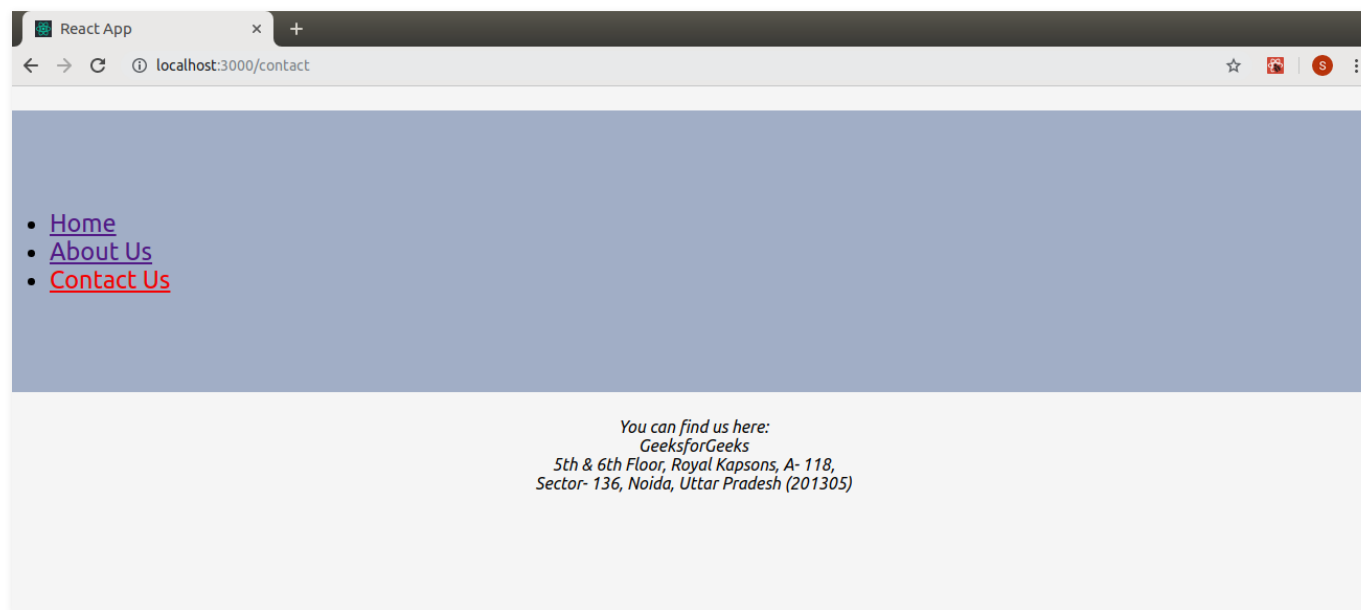 React App
localhost:3000/contact
S
Home
About Us
Contact Us
You can find us here:
GeeksforGeeks
5th & 6th Floor, Royal Kapsons, A- 118,
Sector- 136, Noida, Uttar Pradesh (201305)